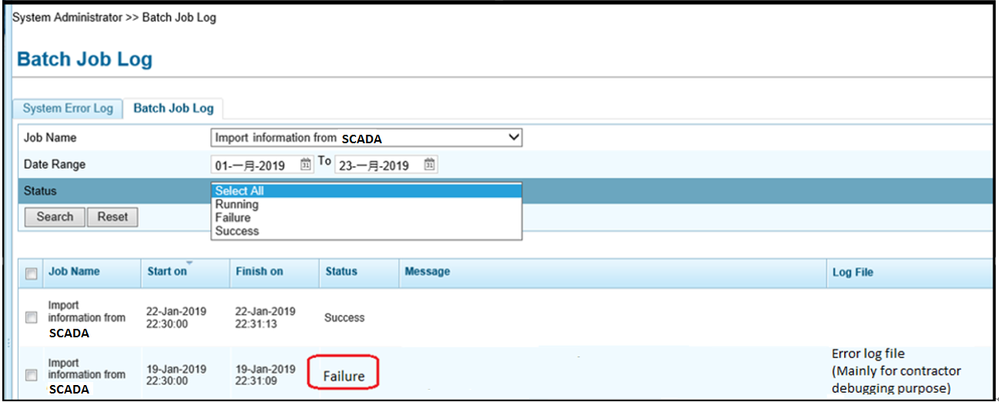 System Administrator >> Batch Job Log
Batch Job Log
System Error Log
Batch Job Log
Job Name
Import information from SCADA
Date Range
01-一月-2019
31
To
23-一月-2019
31
Status
Select All
Running
Failure
Success
Search
Reset
Job Name
Start on
Finish on
Status
Message
Log File
Import
information from
SCADA
22-Jan-2019
22:30:00
22-Jan-2019
22:31:13
Success
Import
information from
SCADA
19-Jan-2019
22:30:00
19-Jan-2019
22:31:09
Failure
Error log file
(Mainly for contractor
debugging purpose)